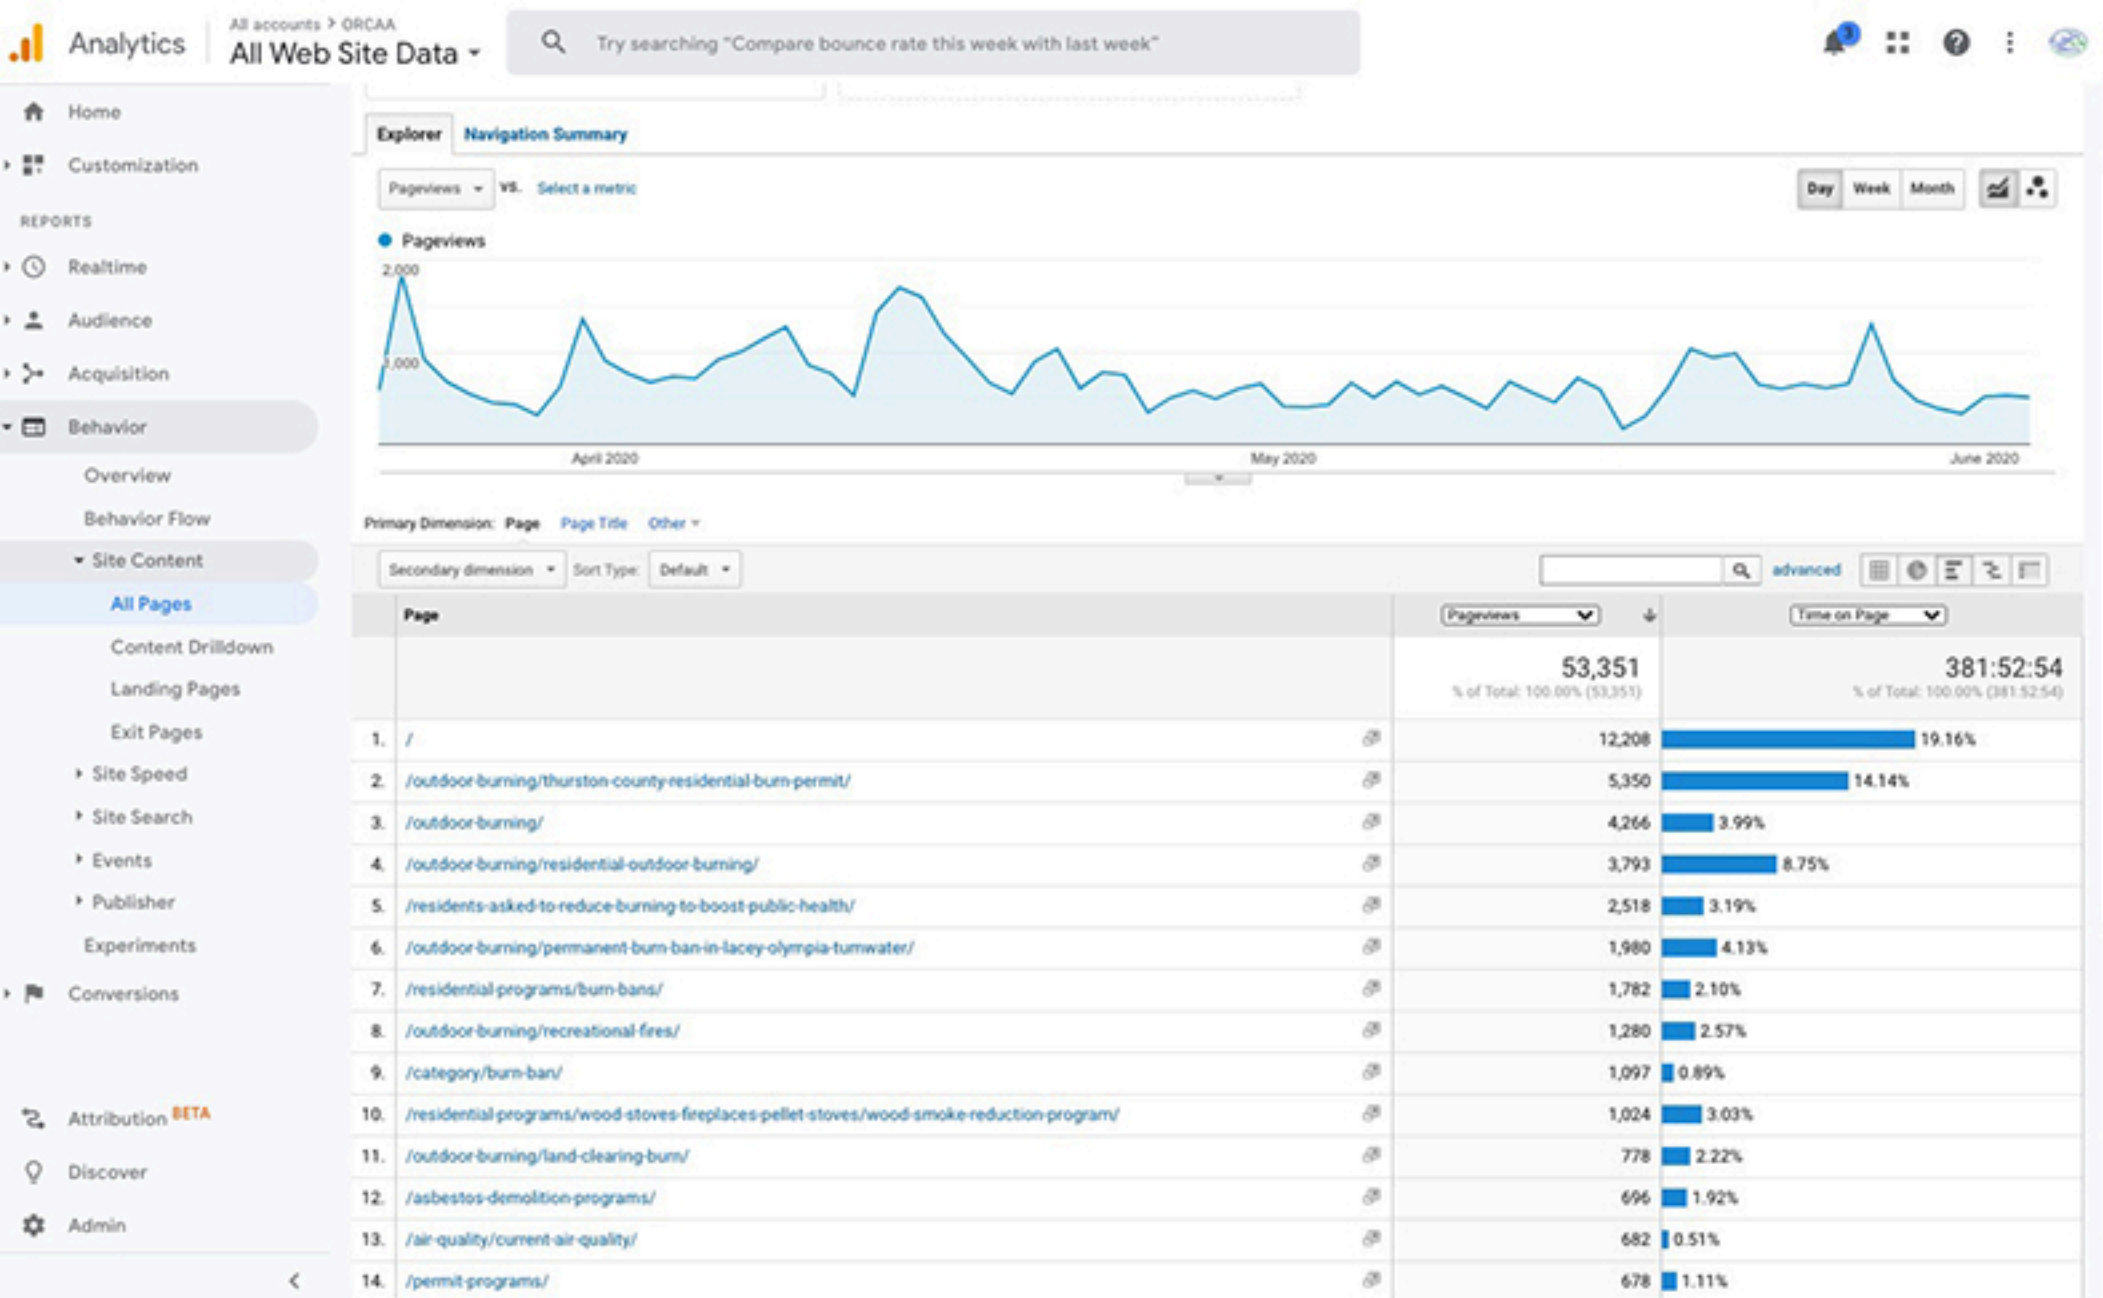 All accounts > ORCAA
Analytics
All Web Site Data
Try searching "Compare bounce rate this week with last week"
3
Home
Customization
REPORTS
Realtime
Audience
Acquisition
Behavior
Overview
Behavior Flow
Site Content
All Pages
Content Drilldown
Landing Pages
Exit Pages
Site Speed
Site Search
Events
Publisher
Experiments
Conversions
Attribution BETA
Discover
Admin
Explorer Navigation Summary
Pageviews VS. Select a metric
Day Week Month
Pageviews
2,000
1,000
April 2020 May 2020 June 2020
Primary Dimension: Page Page Title Other
Secondary dimension Sort Type: Default advanced
Page Pageviews Time on Page
53,351 381:52:54
% of Total: 100.00% (53,351) % of Total: 100.00% (381:52:54)
1. / 12,208 19.16%
2. /outdoor-burning/thurston-county-residential-burn-permit/ 5,350 14.14%
3. /outdoor-burning/ 4,266 3.99%
4. /outdoor-burning/residential-outdoor-burning/ 3,793 8.75%
5. /residents-asked-to-reduce-burning-to-boost-public-health/ 2,518 3.19%
6. /outdoor-burning/permanent-burn-ban-in-lacey-olympia-tumwater/ 1,980 4.13%
7. /residential-programs/burn-bans/ 1,782 2.10%
8. /outdoor-burning/recreational-fires/ 1,280 2.57%
9. /category/burn-ban/ 1,097 0.89%
10. /residential-programs/wood-stoves-fireplaces-pellet-stoves/wood-smoke-reduction-program/ 1,024 3.03%
11. /outdoor-burning/land-clearing-burn/ 778 2.22%
12. /asbestos-demolition-programs/ 696 1.92%
13. /air-quality/current-air-quality/ 682 0.51%
14. /permit-programs/ 678 1.11%